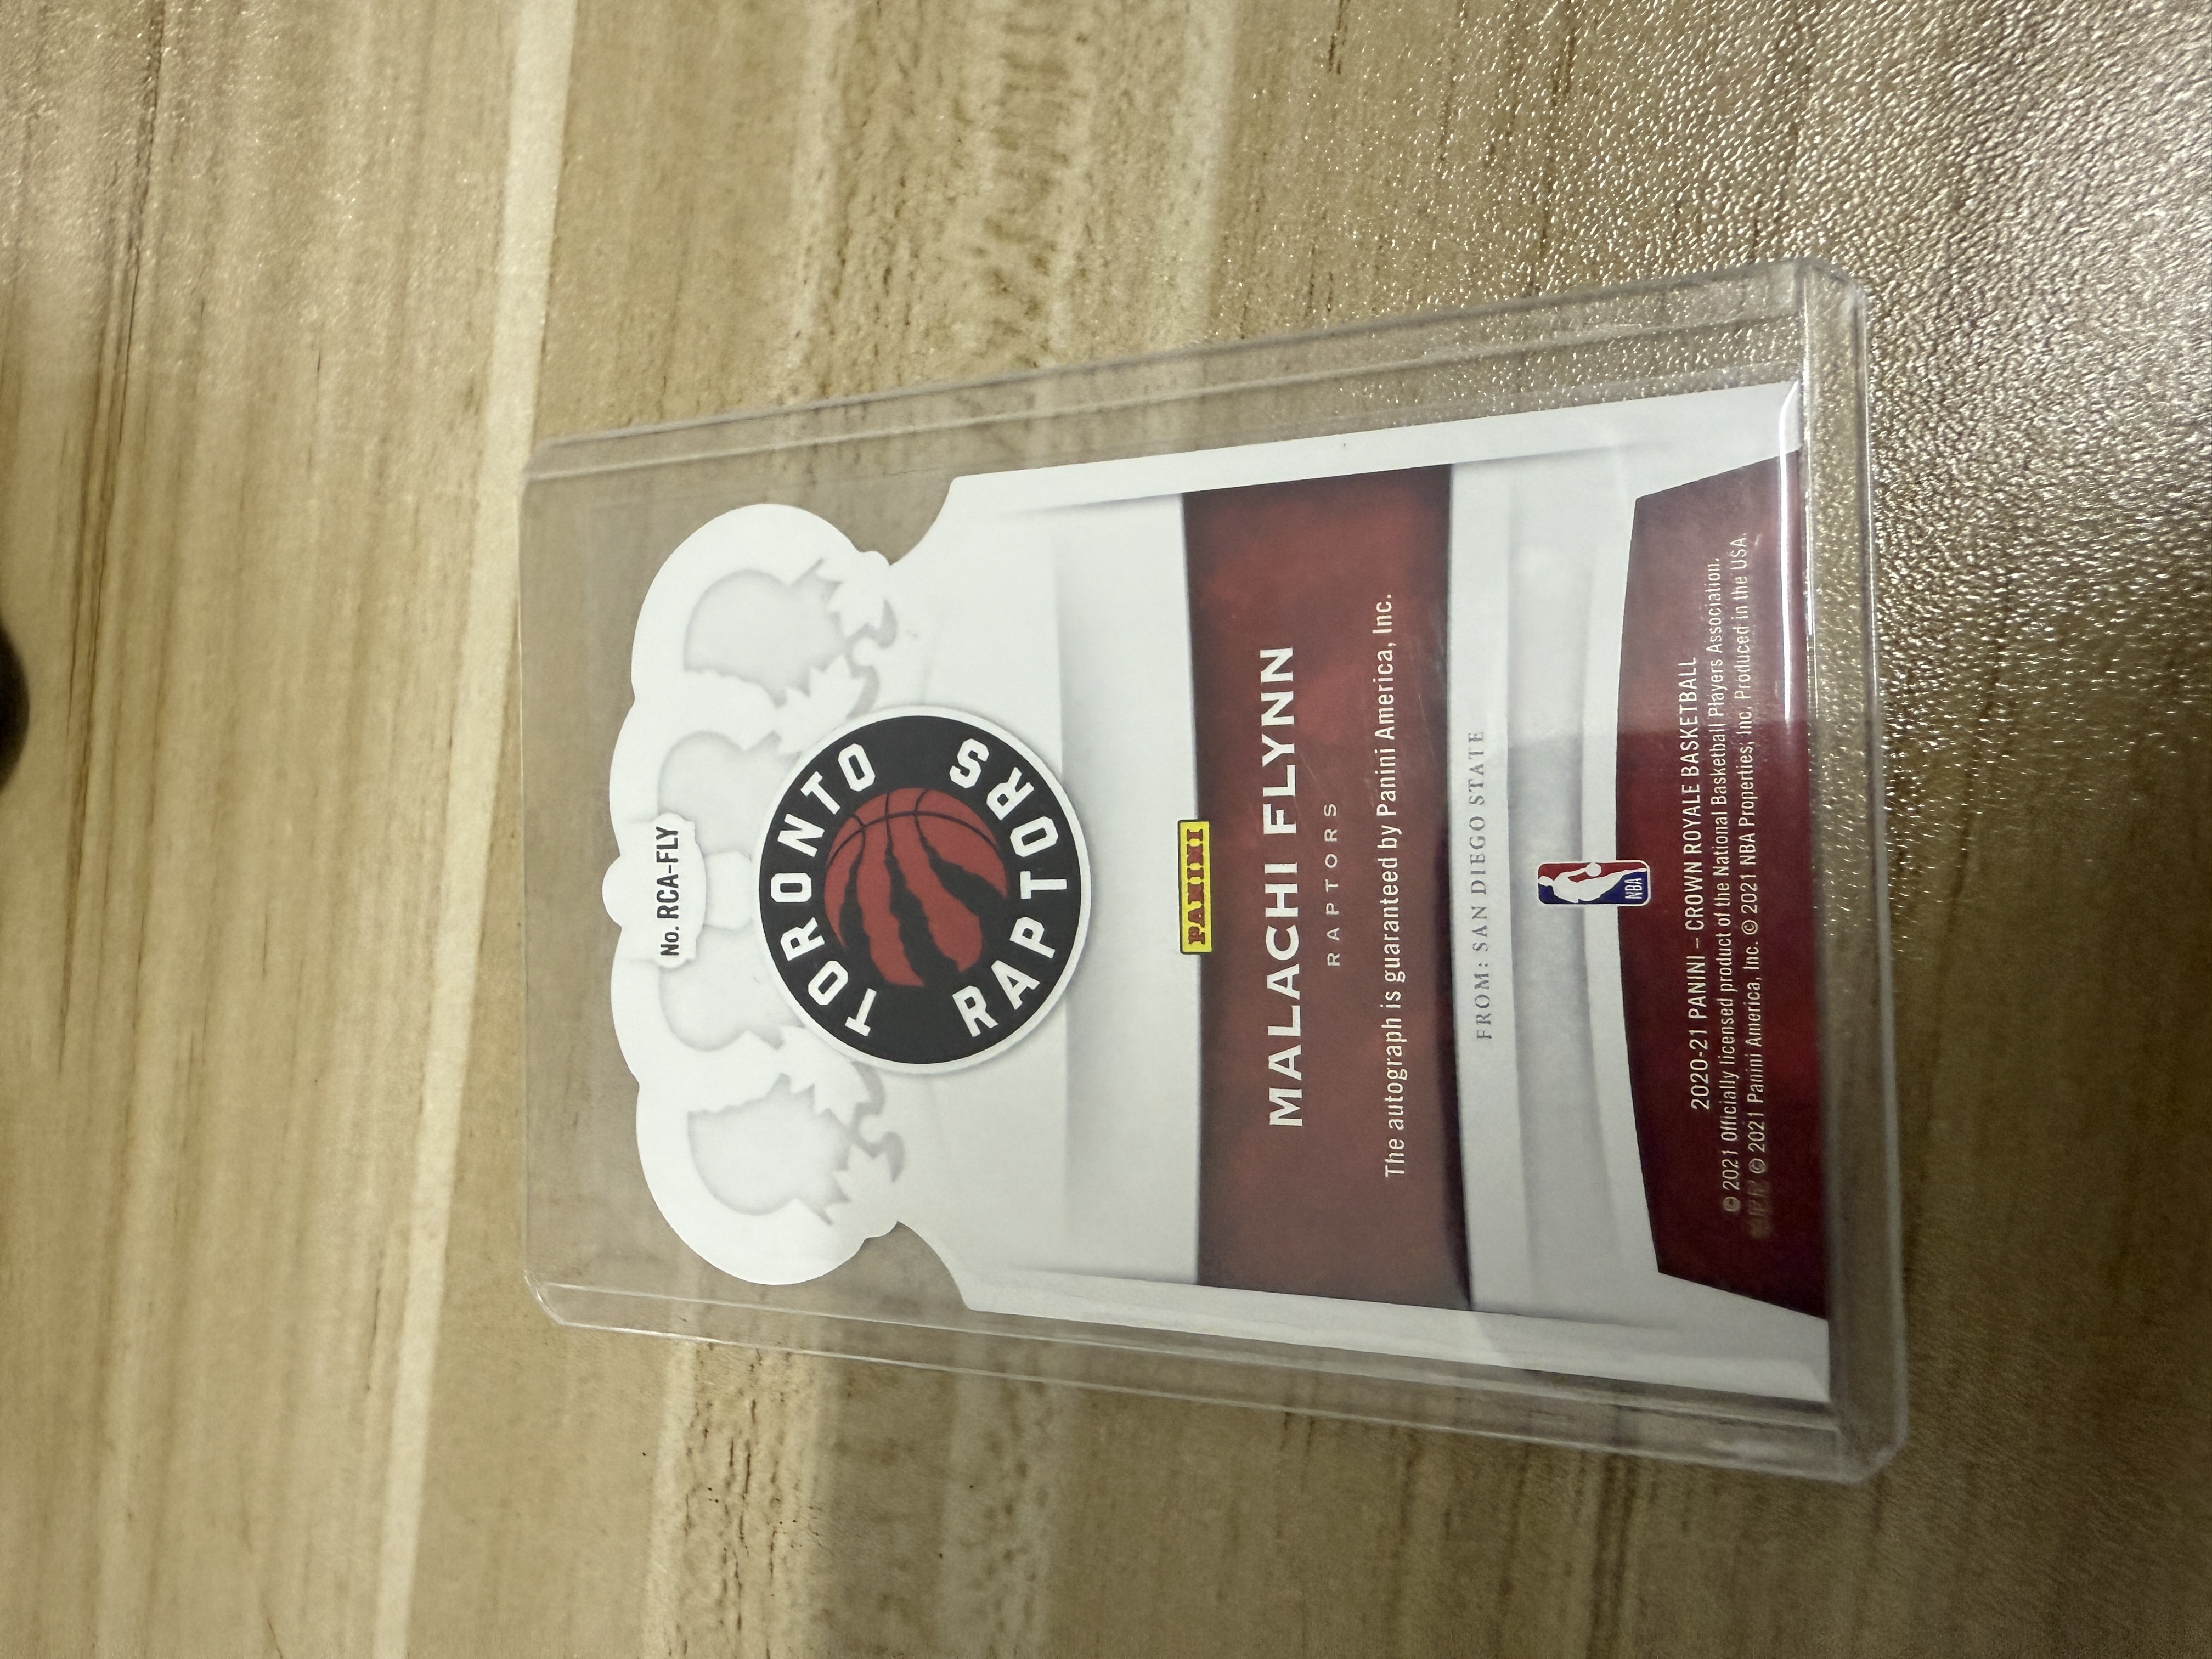 No. RCA-FLY
TORONTO
RAPTORS
PANINI
MALACHI FLYNN
RAPTORS
The autograph is guaranteed by Panini America, Inc.
FROM: SAN DIEGO STATE
NBA
2020-21 PANINI – CROWN ROYALE BASKETBALL
© 2021 Officially licensed product of the National Basketball Players Association.
© 2021 Panini America, Inc. © 2021 NBA Properties, Inc. Produced in the USA.